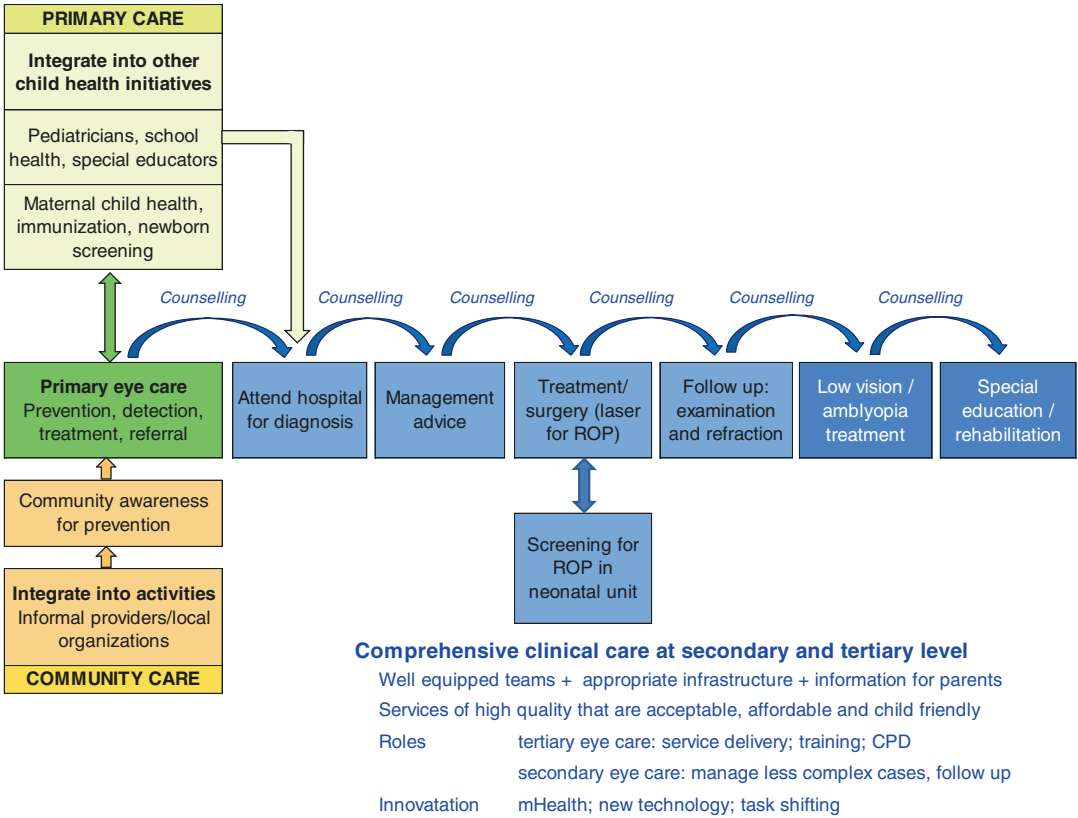 PRIMARY CARE
Integrate into other
child health initiatives
Pediatricians, school
health, special educators
Maternal child health,
immunization, newborn
screening
Counselling
Counselling
Counselling
Counselling
Counselling
Counselling
Primary eye care
Prevention, detection,
treatment, referral
Attend hospital
for diagnosis
Management
advice
Treatment/
surgery (laser
for ROP)
Follow up:
examination
and refraction
Low vision /
amblyopia
treatment
Special
education /
rehabilitation
Community awareness
for prevention
Screening for
ROP in
neonatal unit
Integrate into activities
Informal providers/local
organizations
COMMUNITY CARE
Comprehensive clinical care at secondary and tertiary level
Well equipped teams + appropriate infrastructure + information for parents
Services of high quality that are acceptable, affordable and child friendly
Roles tertiary eye care: service delivery; training; CPD
secondary eye care: manage less complex cases, follow up
Innovatation mHealth; new technology; task shifting